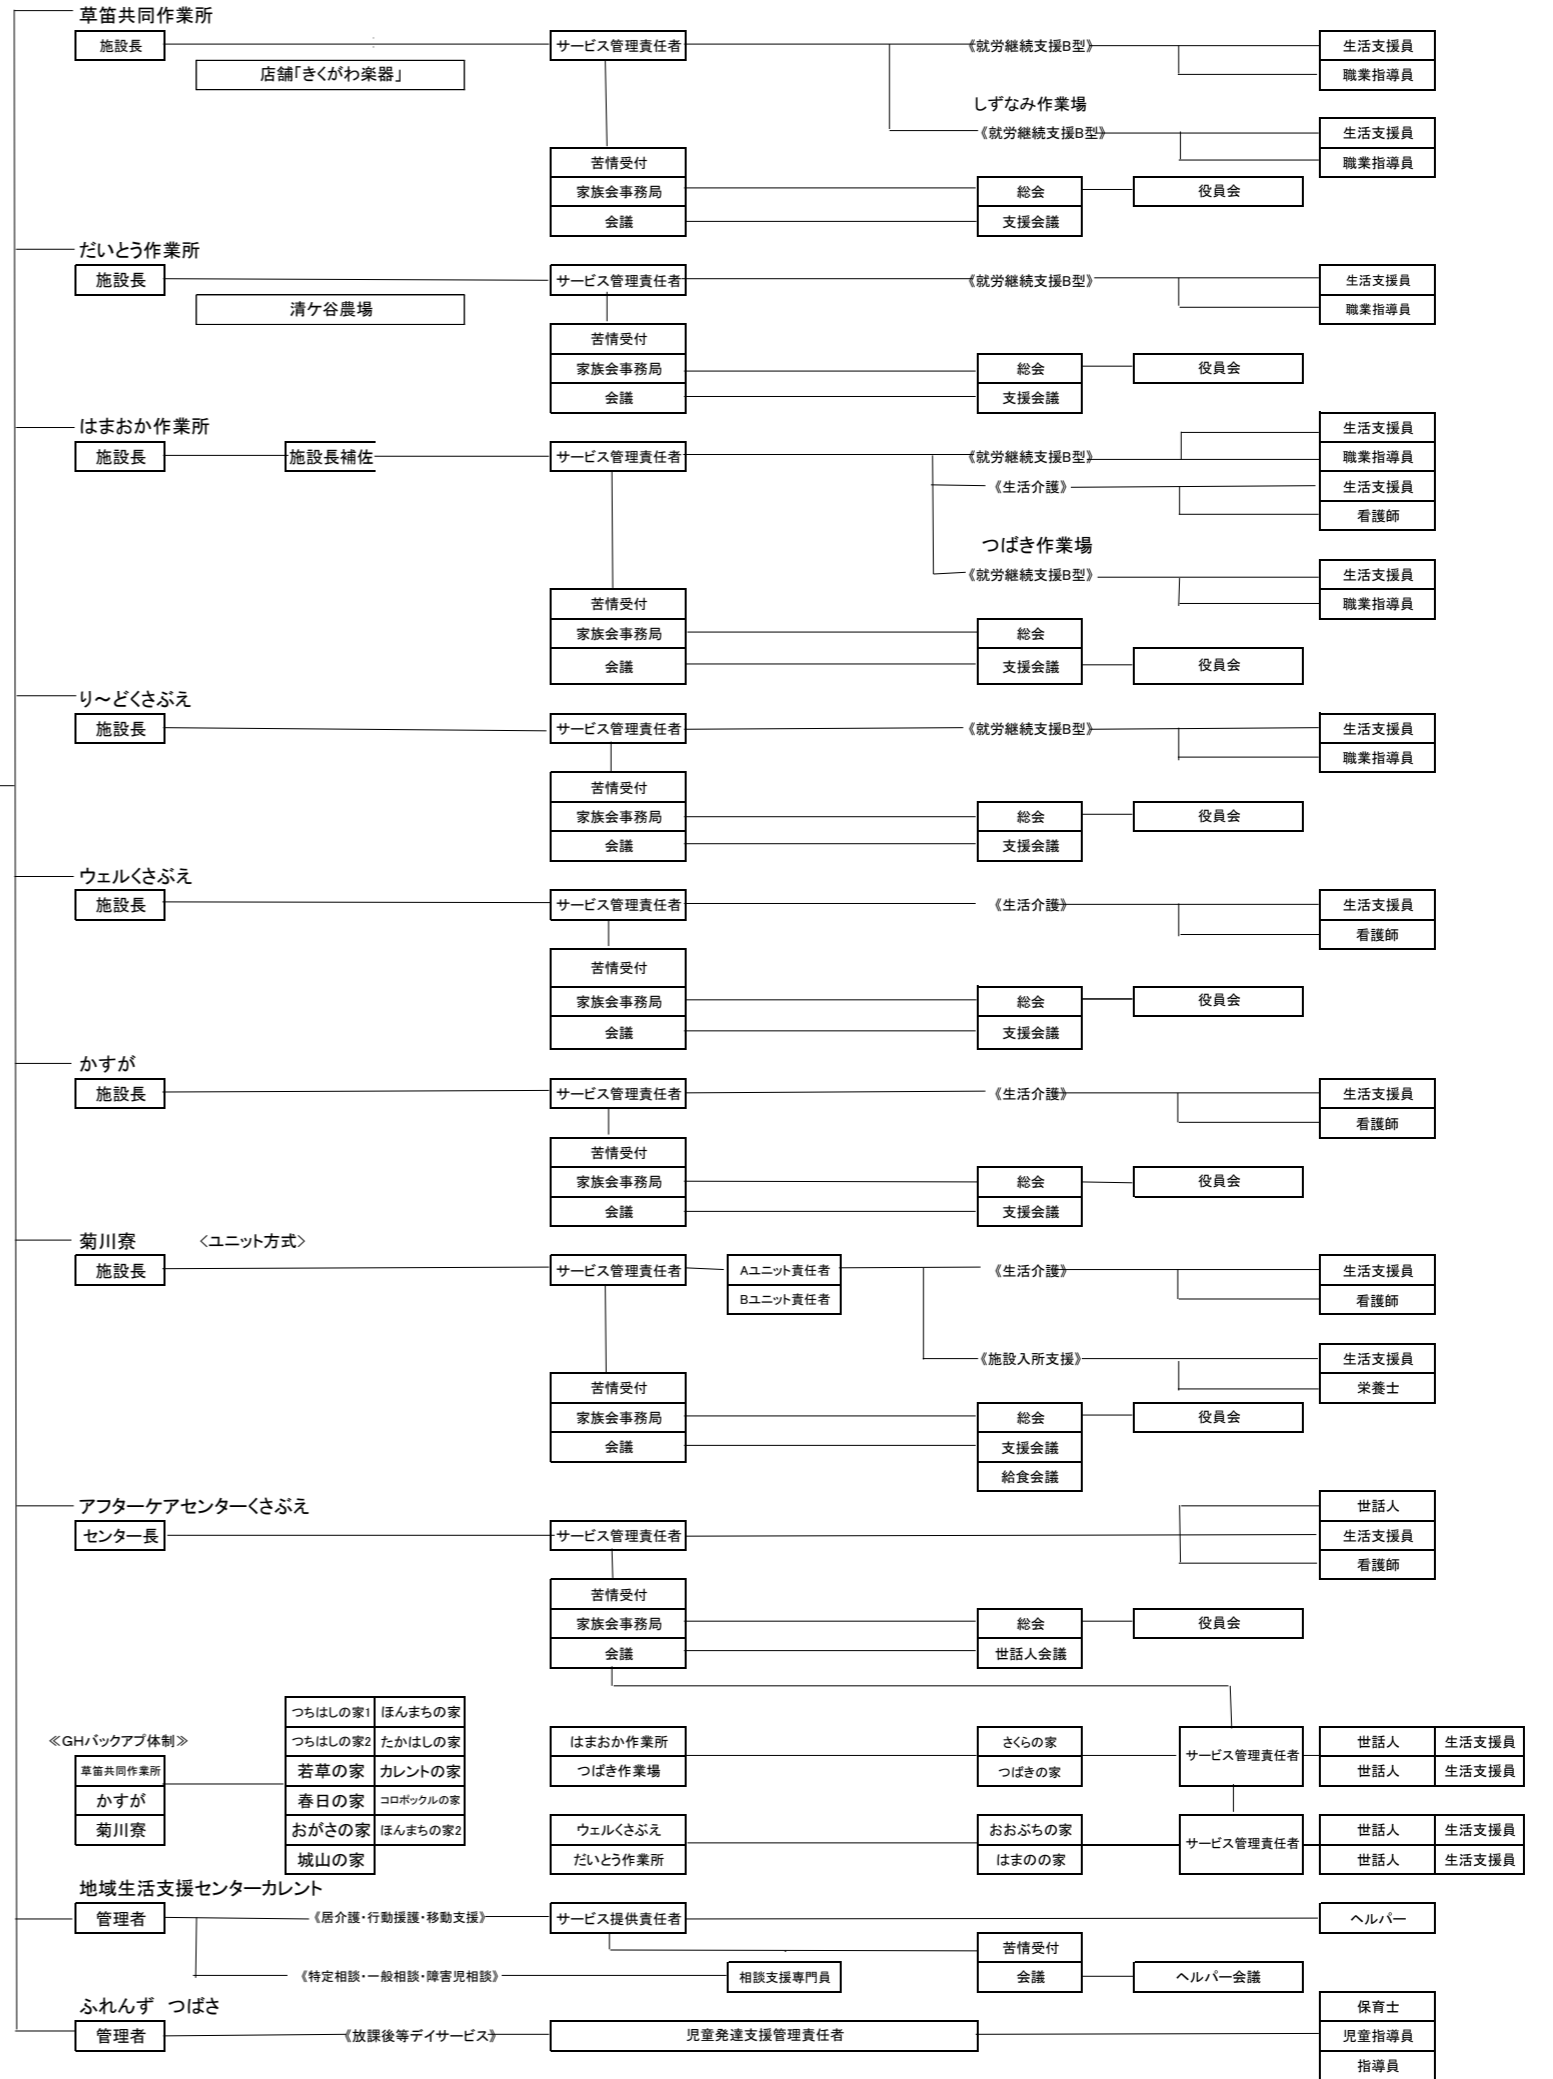 草笛共同作業所
施設長 サービス管理責任者 《就労継続支援B型》 生活支援員
店舗「きくがわ楽器」 職業指導員
しずなみ作業場
《就労継続支援B型》 生活支援員
苦情受付 職業指導員
家族会事務局 総会 役員会
会議 支援会議
だいとう作業所
施設長 サービス管理責任者 《就労継続支援B型》 生活支援員
清ケ谷農場 職業指導員
苦情受付
家族会事務局 総会 役員会
会議 支援会議
はまおか作業所 生活支援員
施設長 施設長補佐 サービス管理責任者 《就労継続支援B型》 職業指導員
《生活介護》 生活支援員
看護師
つばき作業場
《就労継続支援B型》 生活支援員
苦情受付 職業指導員
家族会事務局 総会
会議 支援会議 役員会
り～どくさぶえ
施設長 サービス管理責任者 《就労継続支援B型》 生活支援員
職業指導員
苦情受付
家族会事務局 総会 役員会
会議 支援会議
ウェルくさぶえ
施設長 サービス管理責任者 《生活介護》 生活支援員
看護師
苦情受付
家族会事務局 総会 役員会
会議 支援会議
かすが
施設長 サービス管理責任者 《生活介護》 生活支援員
看護師
苦情受付
家族会事務局 総会 役員会
会議 支援会議
菊川寮 <ユニット方式>
施設長 サービス管理責任者 Aユニット責任者 《生活介護》 生活支援員
Bユニット責任者 看護師
《施設入所支援》 生活支援員
苦情受付 栄養士
家族会事務局 総会 役員会
会議 支援会議
給食会議
アフターケアセンターくさぶえ 世話人
センター長 サービス管理責任者 生活支援員
看護師
苦情受付
家族会事務局 総会 役員会
会議 世話人会議
つちはしの家1 ほんまちの家
≪GHバックアプ体制≫ つちはしの家2 たかはしの家 はまおか作業所 さくらの家 サービス管理責任者 世話人 生活支援員
草笛共同作業所 若草の家 カレントの家 つばき作業場 つばきの家 世話人 生活支援員
かすが 春日の家 コロポックルの家
菊川寮 おがさの家 ほんまちの家2 ウェルくさぶえ おおぶちの家 サービス管理責任者 世話人 生活支援員
城山の家 だいとう作業所 はまのの家 世話人 生活支援員
地域生活支援センターカレント
管理者 《居介護・行動援護・移動支援》 サービス提供責任者 ヘルパー
苦情受付
《特定相談・一般相談・障害児相談》 相談支援専門員 会議 ヘルパー会議
ふれんず つばさ 保育士
管理者 《放課後等デイサービス》 児童発達支援管理責任者 児童指導員
指導員